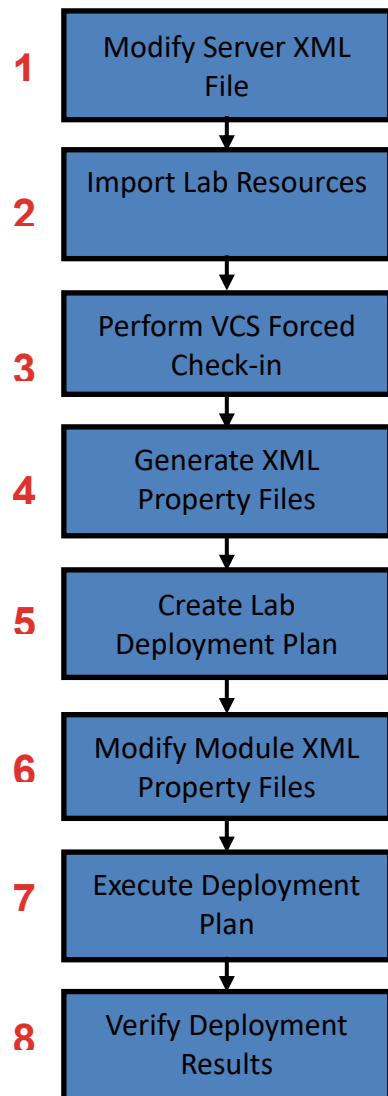 1
Modify Server XML
File
2
Import Lab Resources
3
Perform VCS Forced
Check-in
4
Generate XML
Property Files
5
Create Lab
Deployment Plan
6
Modify Module XML
Property Files
7
Execute Deployment
Plan
8
Verify Deployment
Results